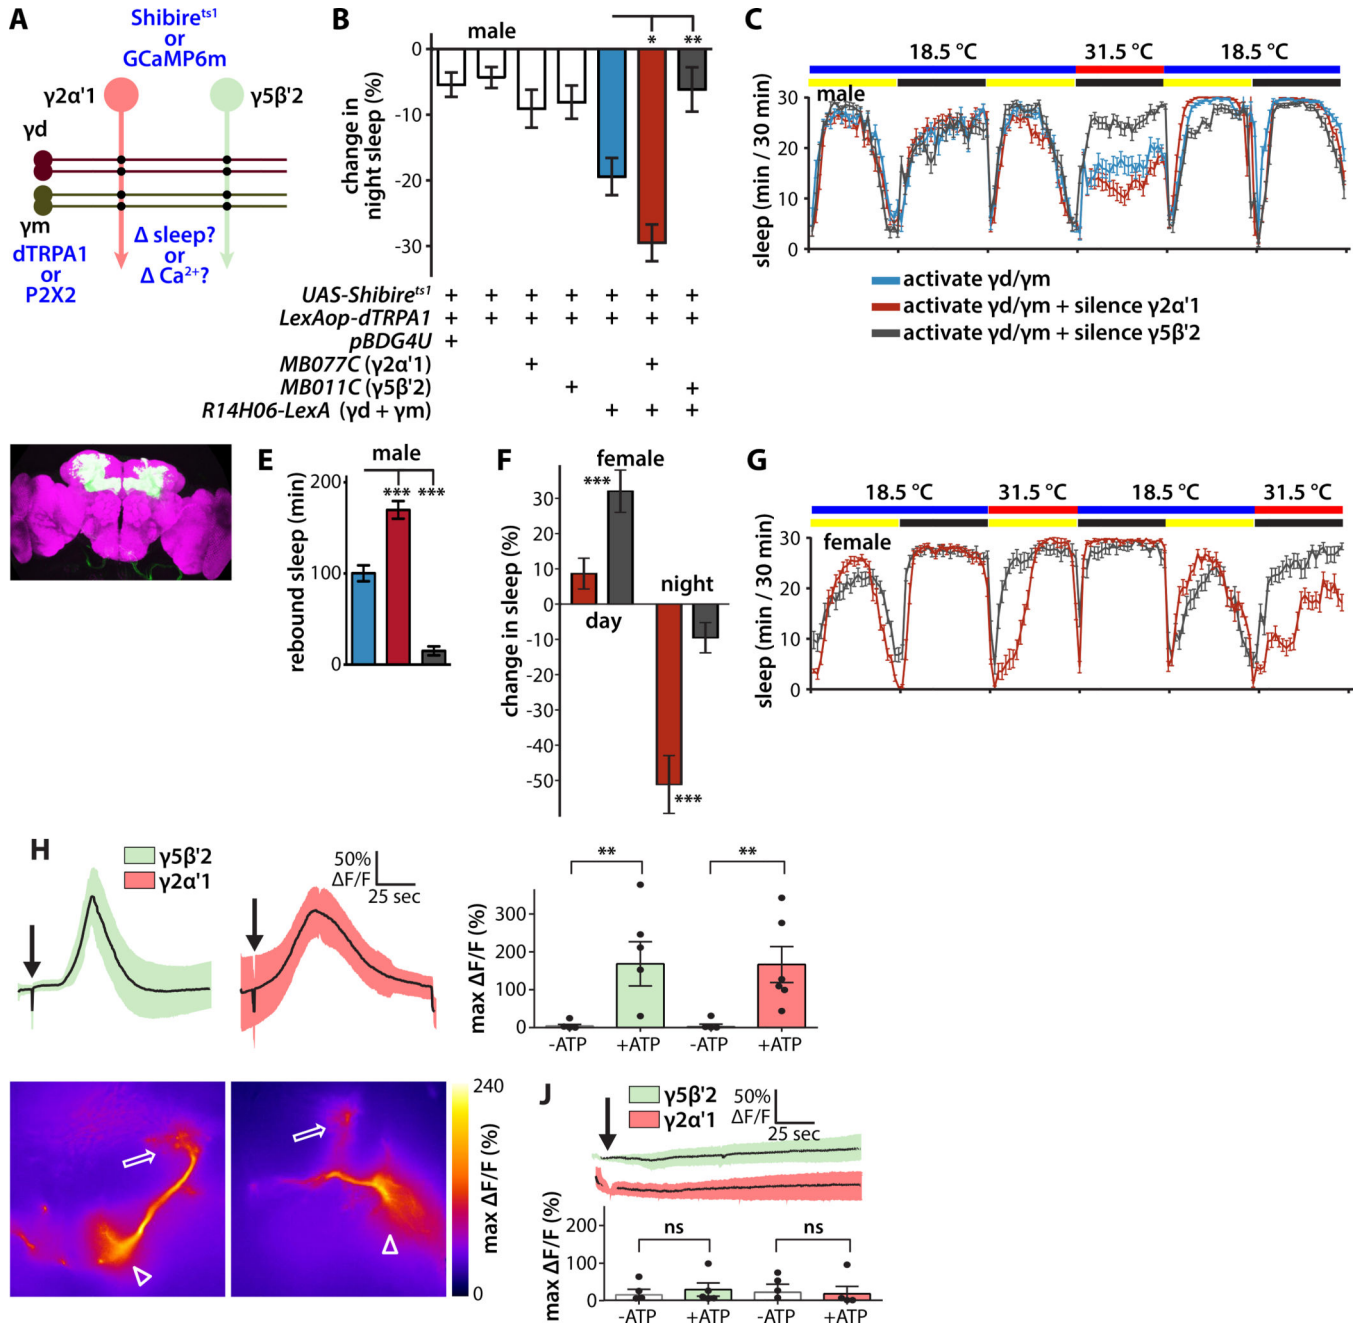 A
Shibire^ts1
or
GCaMP6m
γ2α'1
γ5β'2
γd
γm
dTRPA1
or
P2X2
Δ sleep?
or
Δ Ca²⁺?
B
male
* **
change in
night sleep (%)
0
-10
-20
-30
UAS-Shibire^ts1 + + + + + + +
LexAop-dTRPA1 + + + + + + +
pBDG4U +
MB077C (γ2α'1) + +
MB011C (γ5β'2) + +
R14H06-LexA (γd + γm) + + +
C
18.5 °C 31.5 °C 18.5 °C
male
sleep (min / 30 min)
30
20
10
0
activate γd/γm
activate γd/γm + silence γ2α'1
activate γd/γm + silence γ5β'2
E
male
*** ***
rebound sleep (min)
200
100
0
F
female
***
night
day
***
change in sleep (%)
30
20
10
0
-10
-20
-30
-40
-50
G
18.5 °C 31.5 °C 18.5 °C 31.5 °C
female
sleep (min / 30 min)
30
20
10
0
H
γ5β'2
γ2α'1
50%
ΔF/F
25 sec
** **
max ΔF/F (%)
300
200
100
0
-ATP +ATP -ATP +ATP
240
max ΔF/F (%)
0
J
γ5β'2
γ2α'1
50%
ΔF/F
25 sec
ns ns
max ΔF/F (%)
200
100
0
-ATP +ATP -ATP +ATP